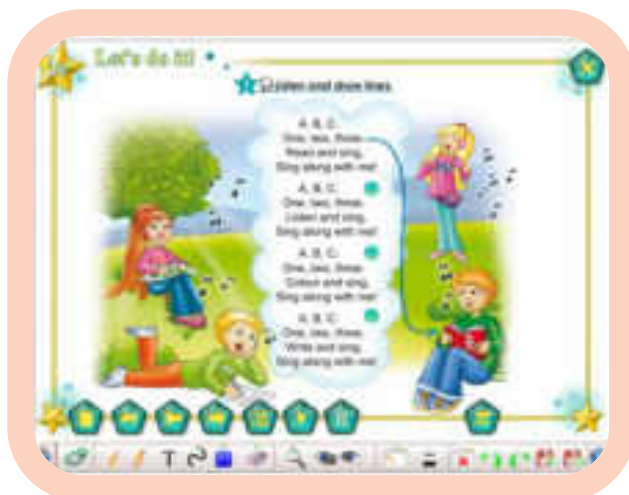 Let's do it!
Listen and draw lines.
A, B, C,
One, two, three.
Read and sing,
Sing along with me!
A, B, C,
One, two, three.
Listen and sing,
Sing along with me!
A, B, C,
One, two, three.
Colour and sing,
Sing along with me!
A, B, C,
One, two, three.
Write and sing,
Sing along with me!
T